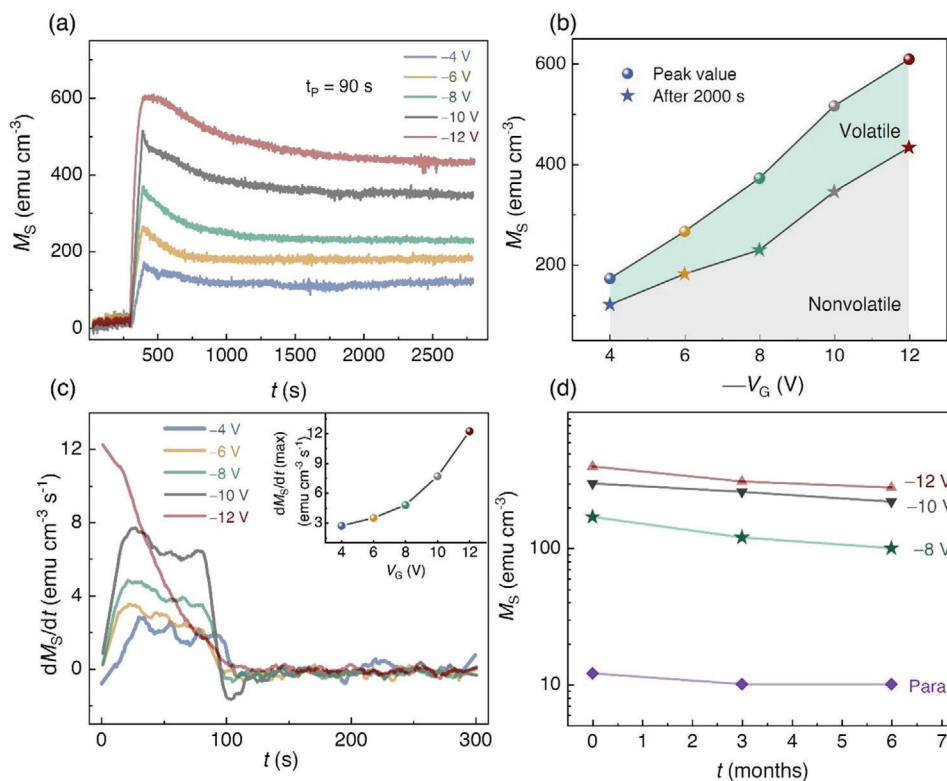 (a)
600
400
200
0
M_S (emu cm⁻³)
t_P = 90 s
–4 V
–6 V
–8 V
–10 V
–12 V
500 1000 1500 2000 2500
t (s)
(b)
600
400
200
M_S (emu cm⁻³)
Peak value
After 2000 s
Volatile
Nonvolatile
4 6 8 10 12
—V_G (V)
(c)
12
8
4
0
dM_S/dt (emu cm⁻³ s⁻¹)
–4 V
–6 V
–8 V
–10 V
–12 V
dM_S/dt (max)
(emu cm⁻³ s⁻¹)
12
9
6
3
4 6 8 10 12
V_G (V)
0 100 200 300
t (s)
(d)
100
10
M_S (emu cm⁻³)
–12 V
–10 V
–8 V
Para
0 1 2 3 4 5 6 7
t (months)